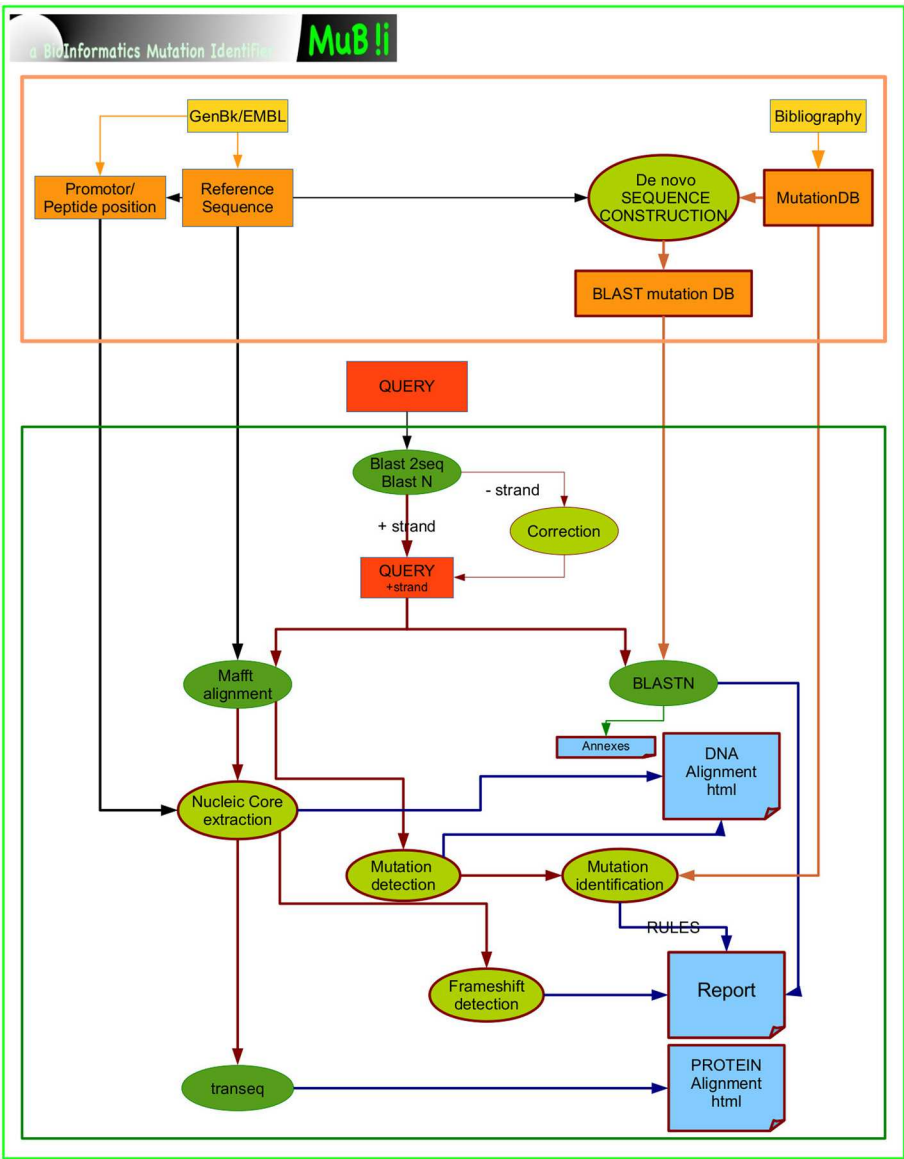 a BioInformatics Mutation Identifie
MuB!i
GenBk/EMBL
Bibliography
Promotor/
Peptide position
Reference
Sequence
De novo
SEQUENCE
CONSTRUCTION
MutationDB
BLAST mutation DB
QUERY
Blast 2seq
Blast N
- strand
+ strand
Correction
QUERY
+strand
Mafft
alignment
BLASTN
Annexes
DNA
Alignment
html
Nucleic Core
extraction
Mutation
detection
Mutation
identification
RULES
Frameshift
detection
Report
transeq
PROTEIN
Alignment
html